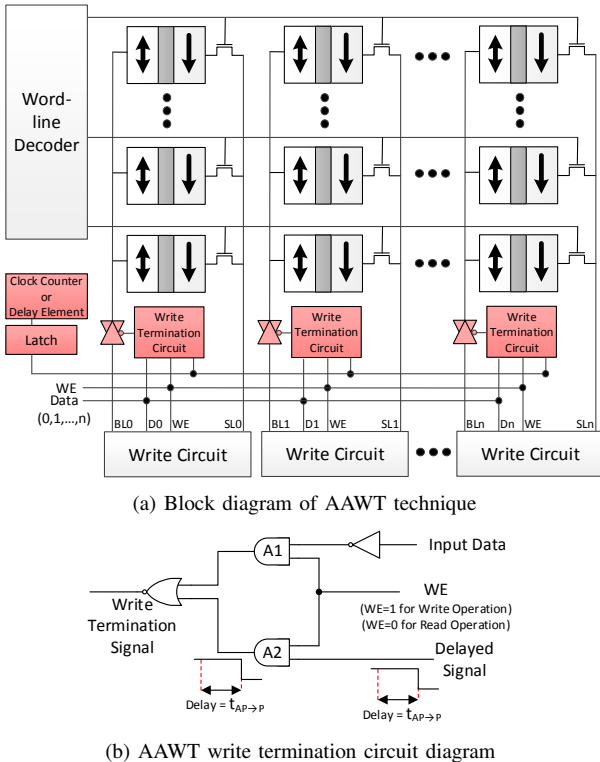 Word-
line
Decoder
Clock Counter
or
Delay Element
Latch
Write
Termination
Circuit
Write
Termination
Circuit
Write
Termination
Circuit
WE
Data
(0,1,...,n)
BL0 D0 WE SL0
BL1 D1 WE SL1
BLn Dn WE SLn
Write Circuit
Write Circuit
Write Circuit
(a) Block diagram of AAWT technique
A1
Input Data
WE
(WE=1 for Write Operation)
(WE=0 for Read Operation)
Write
Termination
Signal
A2
Delayed
Signal
Delay = tAP→P
Delay = tAP→P
(b) AAWT write termination circuit diagram